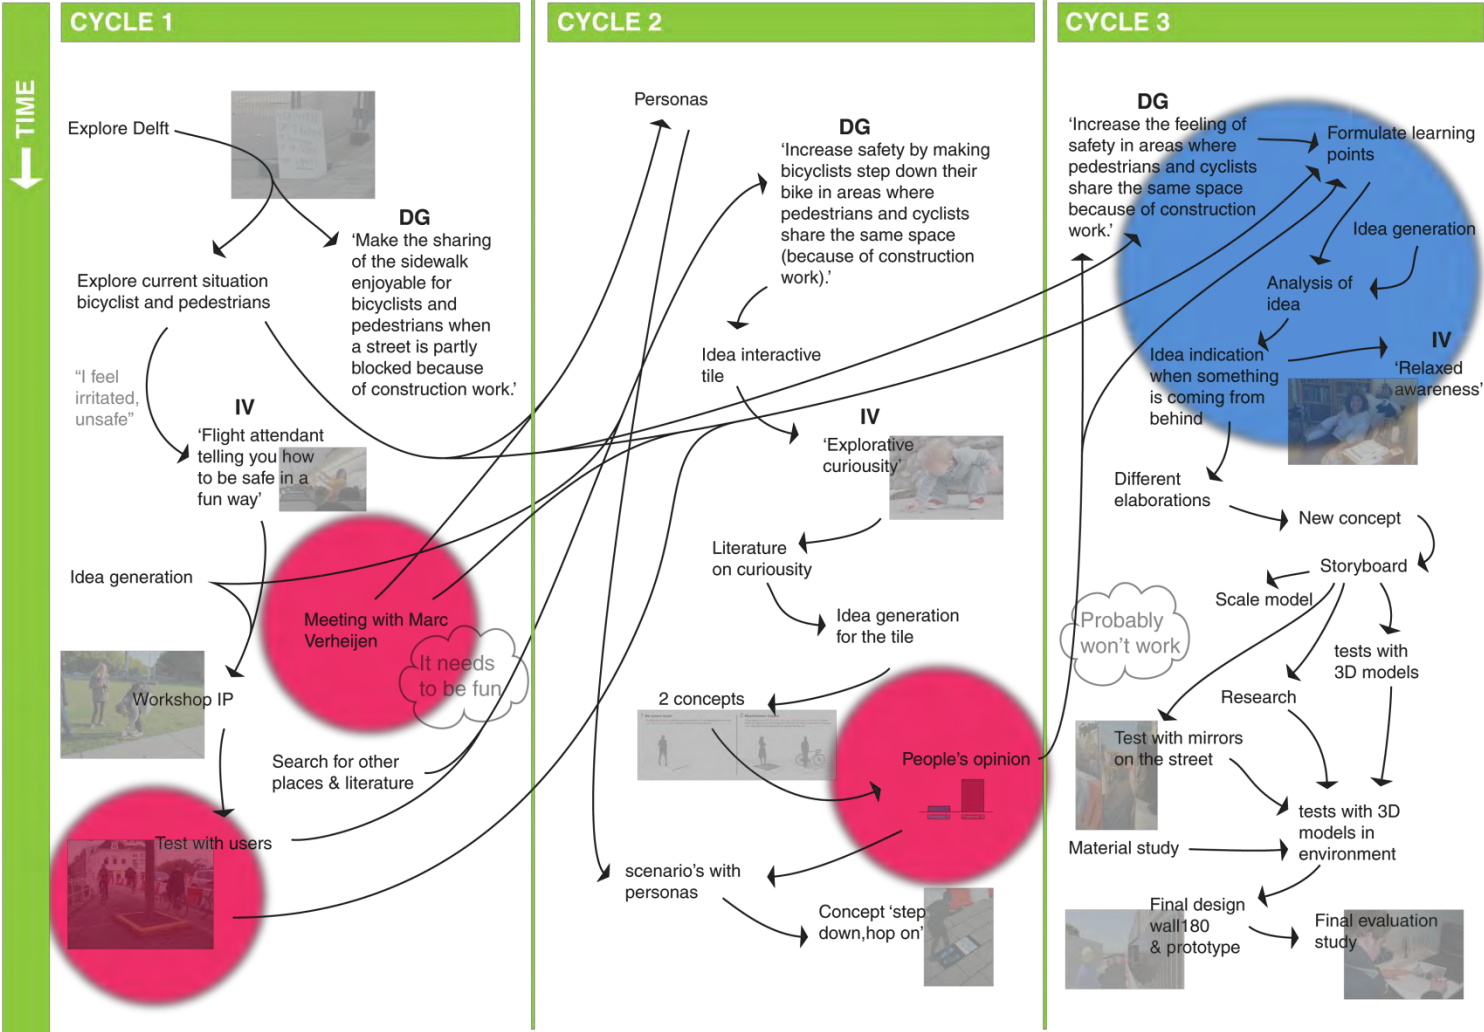 TIME
CYCLE 1
Explore Delft
DG
‘Make the sharing
of the sidewalk
enjoyable for
bicyclists and
pedestrians when
a street is partly
blocked because
of construction work.’
Explore current situation
bicyclist and pedestrians
“I feel
irritated,
unsafe”
IV
‘Flight attendant
telling you how
to be safe in a
fun way’
Idea generation
Meeting with Marc
Verheijen
It needs
to be fun
Workshop IP
Search for other
places & literature
Test with users
CYCLE 2
Personas
DG
‘Increase safety by making
bicyclists step down their
bike in areas where
pedestrians and cyclists
share the same space
(because of construction
work).’
Idea interactive
tile
IV
‘Explorative
curiousity’
Literature
on curiousity
Idea generation
for the tile
2 concepts
People’s opinion
scenario’s with
personas
Concept ‘step
down,hop on’
CYCLE 3
DG
‘Increase the feeling of
safety in areas where
pedestrians and cyclists
share the same space
because of construction
work.’
Formulate learning
points
Idea generation
Analysis of
idea
Idea indication
when something
is coming from
behind
IV
‘Relaxed
awareness’
Different
elaborations
New concept
Storyboard
Scale model
Probably
won’t work
tests with
3D models
Research
Test with mirrors
on the street
tests with 3D
models in
environment
Material study
Final design
wall180
& prototype
Final evaluation
study